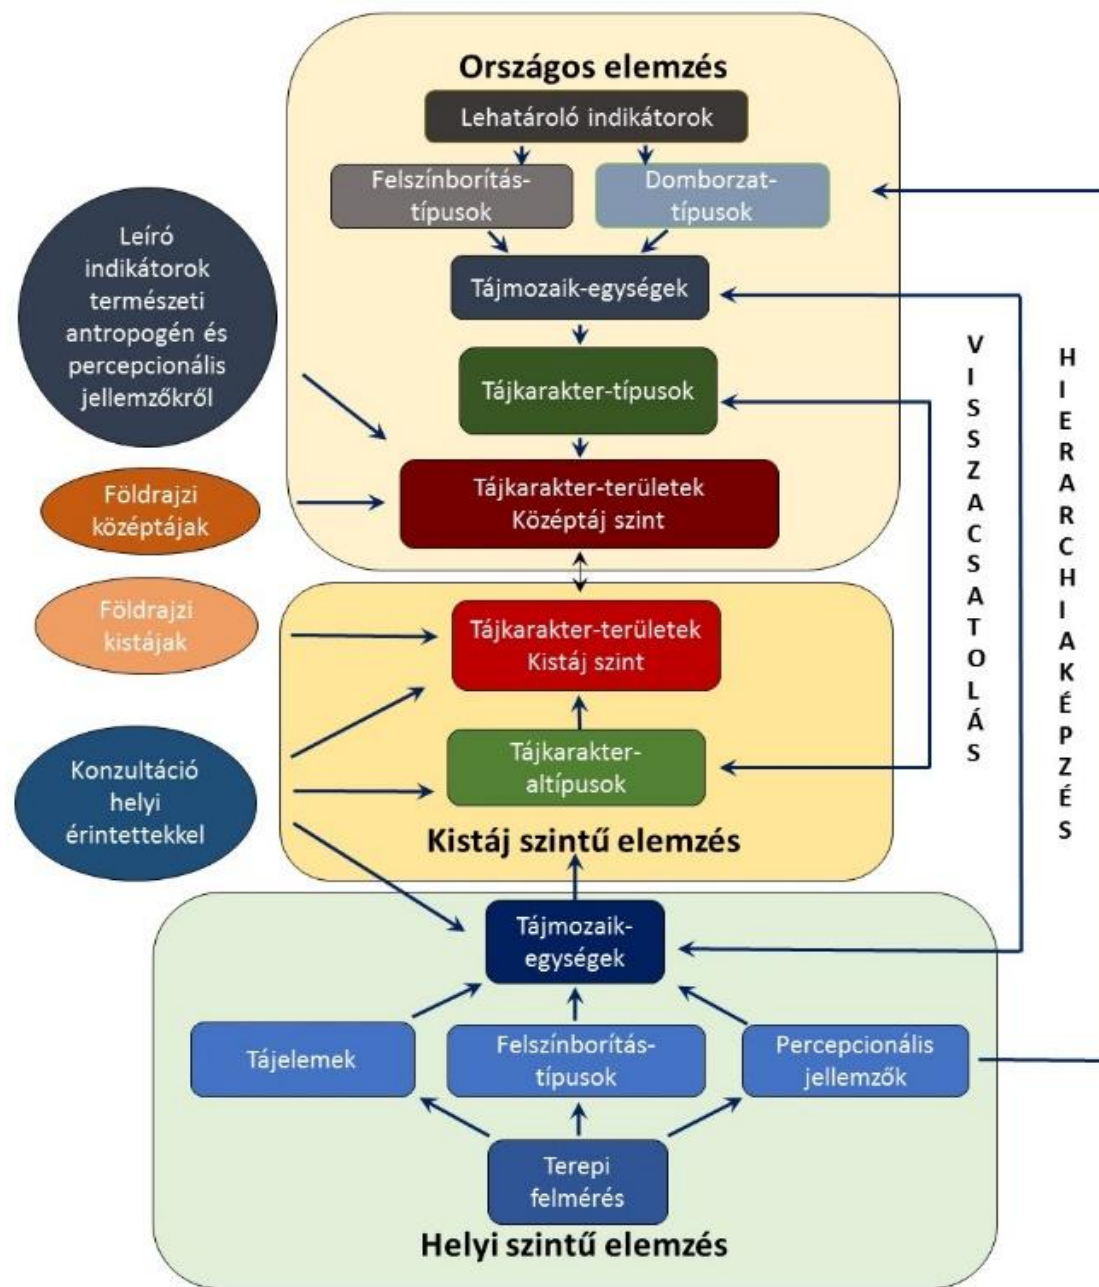 Országos elemzés
Lehatároló indikátorok
Felszínborítás-
típusok
Domborzat-
típusok
Leíró
indikátorok
természeti
antropogén és
percepcionális
jellemzőkről
Tájmozaik-egységek
Tájkarakter-típusok
Földrajzi
középtájak
Tájkarakter-területek
Középtáj szint
Földrajzi
kistájak
Tájkarakter-területek
Kistáj szint
Konzultáció
helyi
érintettekkel
Tájkarakter-
altípusok
Kistáj szintű elemzés
Tájmozaik-
egységek
Tájelemek
Felszínborítás-
típusok
Percepcionális
jellemzők
Terepi
felmérés
Helyi szintű elemzés
VISSZACSATOLÁS
HIERARCHIAKÉPZÉS